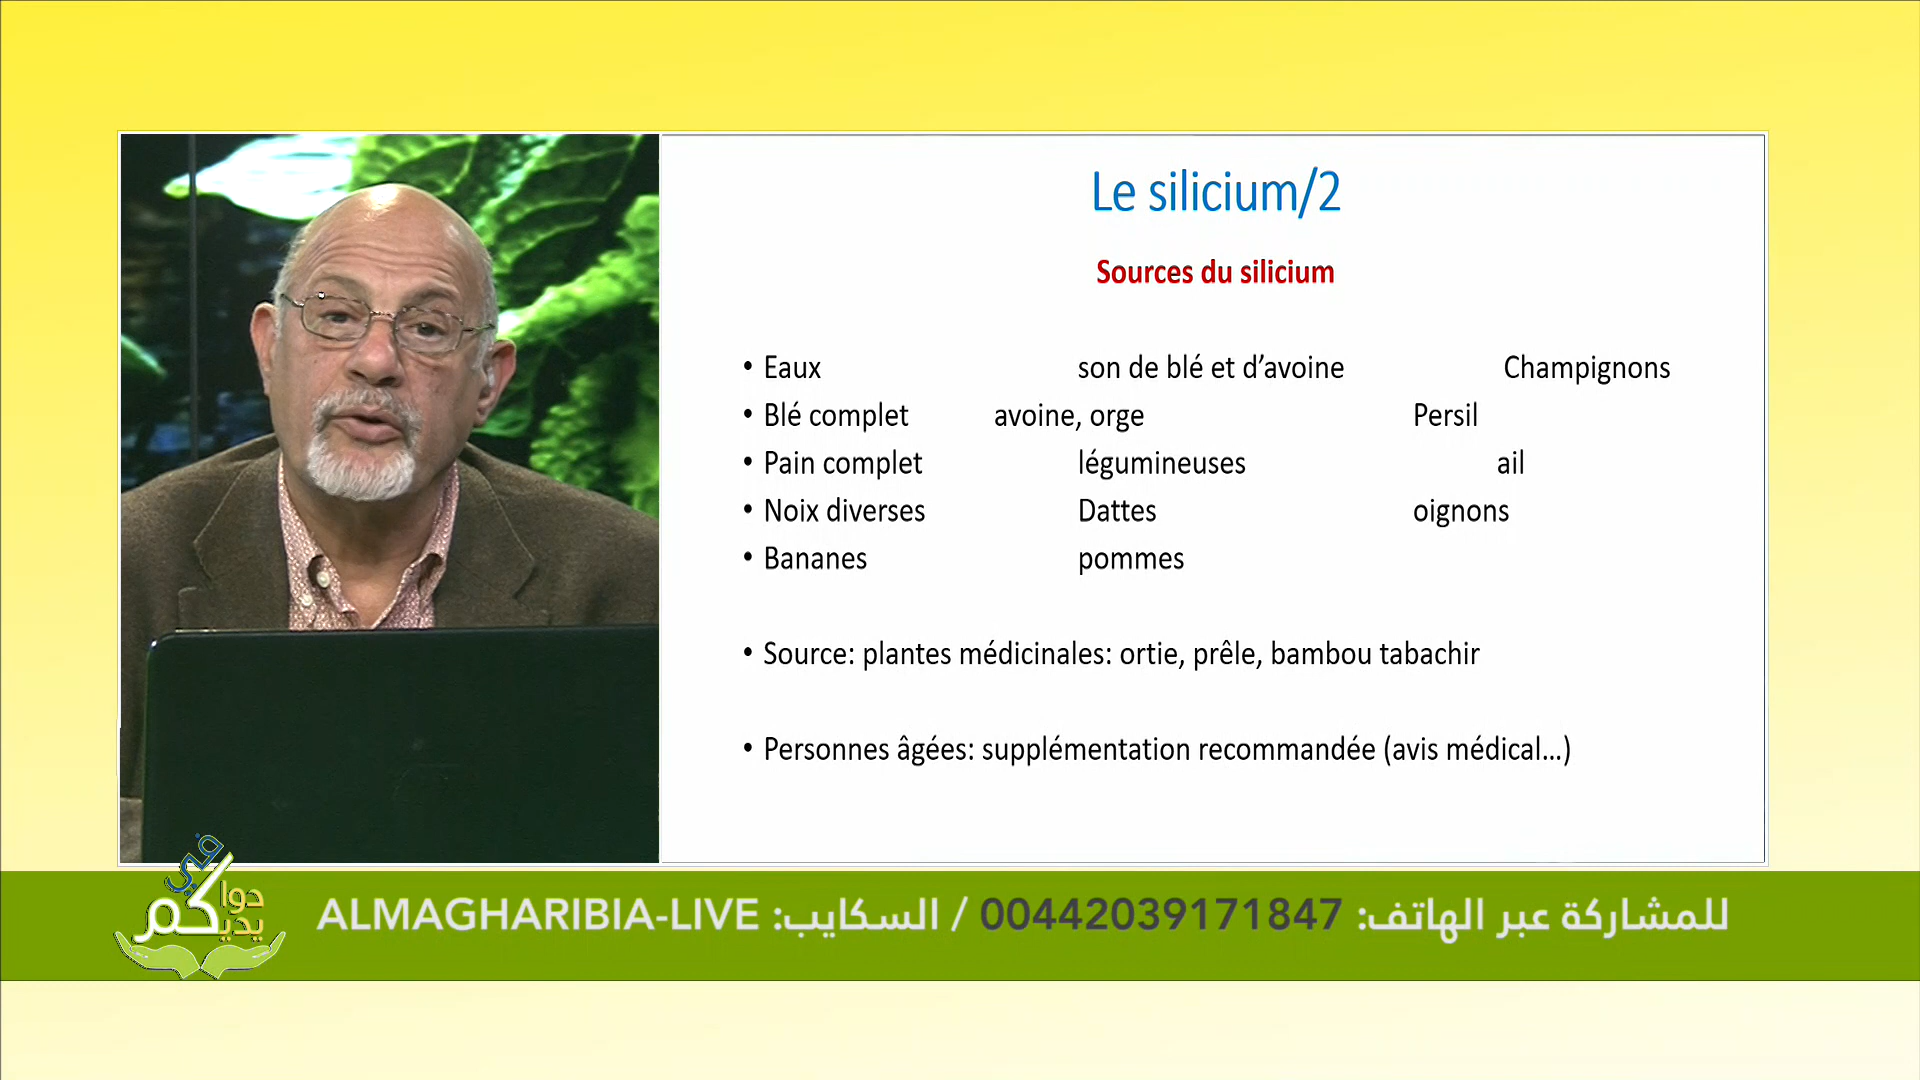 Le silicium/2
Sources du silicium
• Eaux son de blé et d’avoine Champignons
• Blé complet avoine, orge Persil
• Pain complet légumineuses ail
• Noix diverses Dattes oignons
• Bananes pommes
• Source: plantes médicinales: ortie, prêle, bambou tabachir
• Personnes âgées: supplémentation recommandée (avis médical...)
دواكم في يديكم
للمشاركة عبر الهاتف: 00442039171847 / السكايب: ALMAGHARIBIA-LIVE